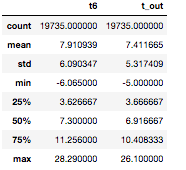 t6 t_out
count 19735.000000 19735.000000
mean 7.910939 7.411665
std 6.090347 5.317409
min -6.065000 -5.000000
25% 3.626667 3.666667
50% 7.300000 6.916667
75% 11.256000 10.408333
max 28.290000 26.100000